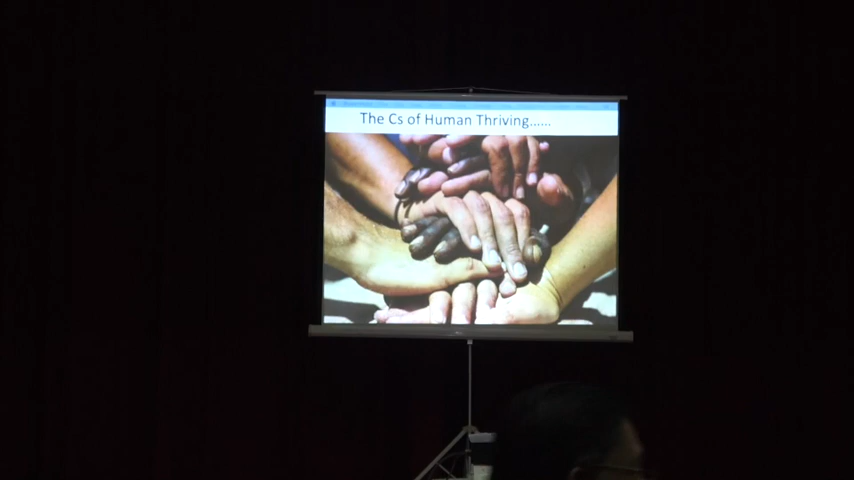 The Cs of Human Thriving......